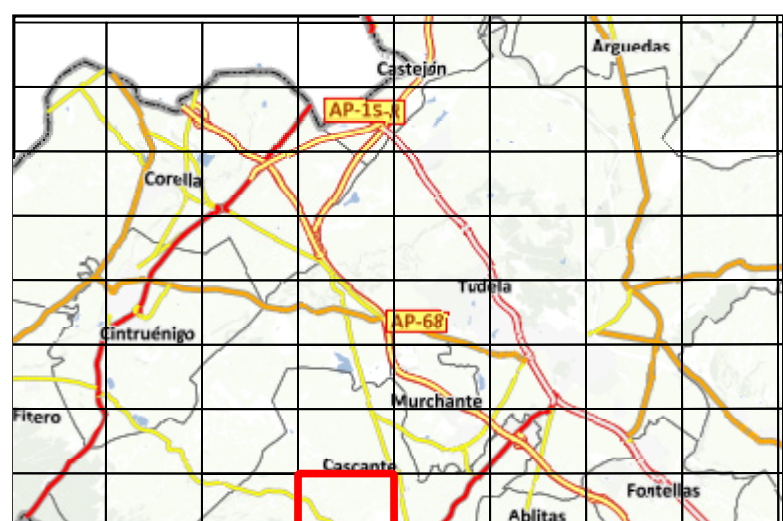 Arguedas
Castejón
AP-15
Corella
Tudela
AP-68
Cintruénigo
Murchante
Fitero
Cascante
Fontellas
Ablitas